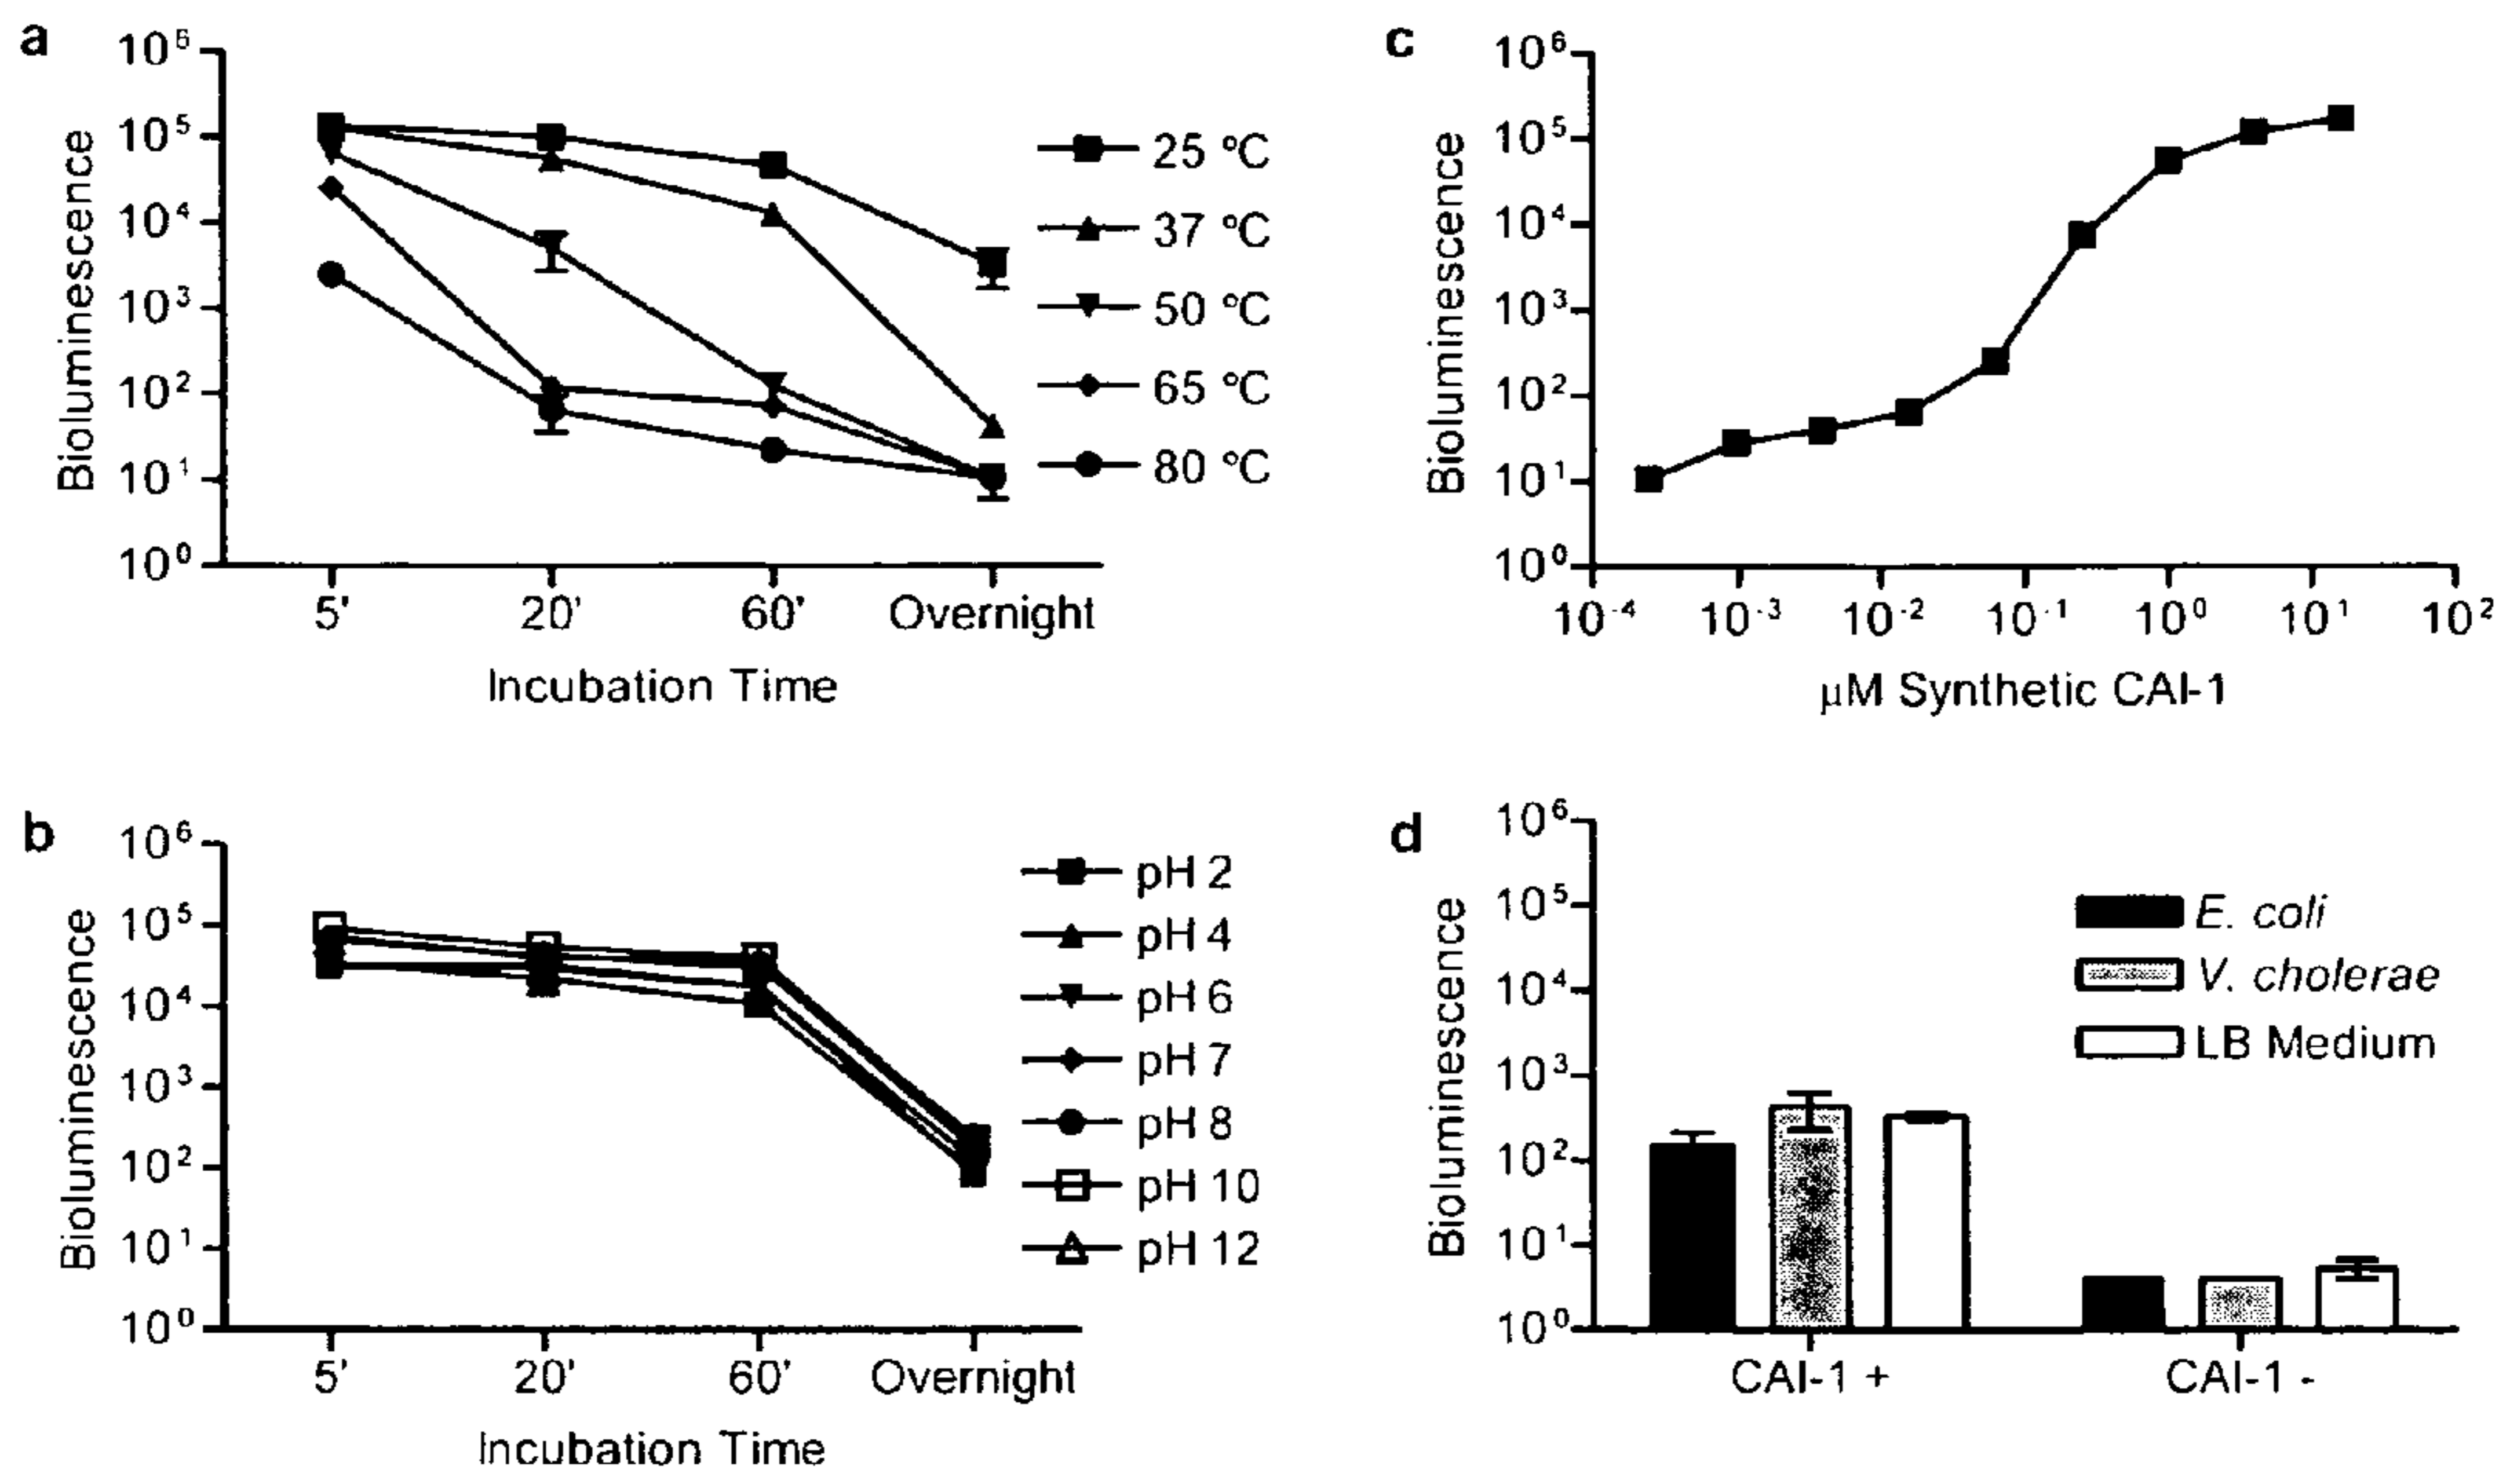 a
10⁶
10⁵
10⁴
10³
10²
10¹
10⁰
Bioluminescence
5' 20' 60' Overnight
Incubation Time
25 °C
37 °C
50 °C
65 °C
80 °C
c
10⁶
10⁵
10⁴
10³
10²
10¹
10⁰
Bioluminescence
10⁻⁴ 10⁻³ 10⁻² 10⁻¹ 10⁰ 10¹ 10²
µM Synthetic CAI-1
b
10⁶
10⁵
10⁴
10³
10²
10¹
10⁰
Bioluminescence
5' 20' 60' Overnight
Incubation Time
pH 2
pH 4
pH 6
pH 7
pH 8
pH 10
pH 12
d
10⁶
10⁵
10⁴
10³
10²
10¹
10⁰
Bioluminescence
E. coli
V. cholerae
LB Medium
CAI-1 + CAI-1 -